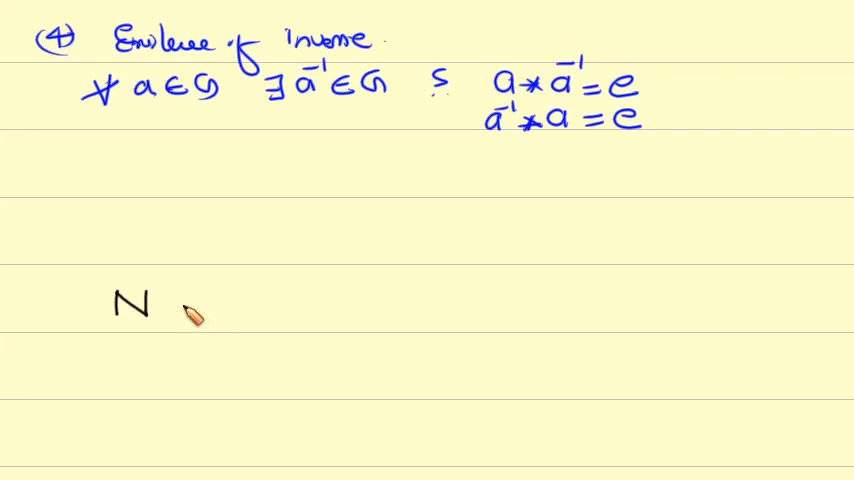 (4) Existence of inverse.
∀ a ∈ G ∃ a⁻¹ ∈ G s a * a⁻¹ = e
a⁻¹ * a = e
N